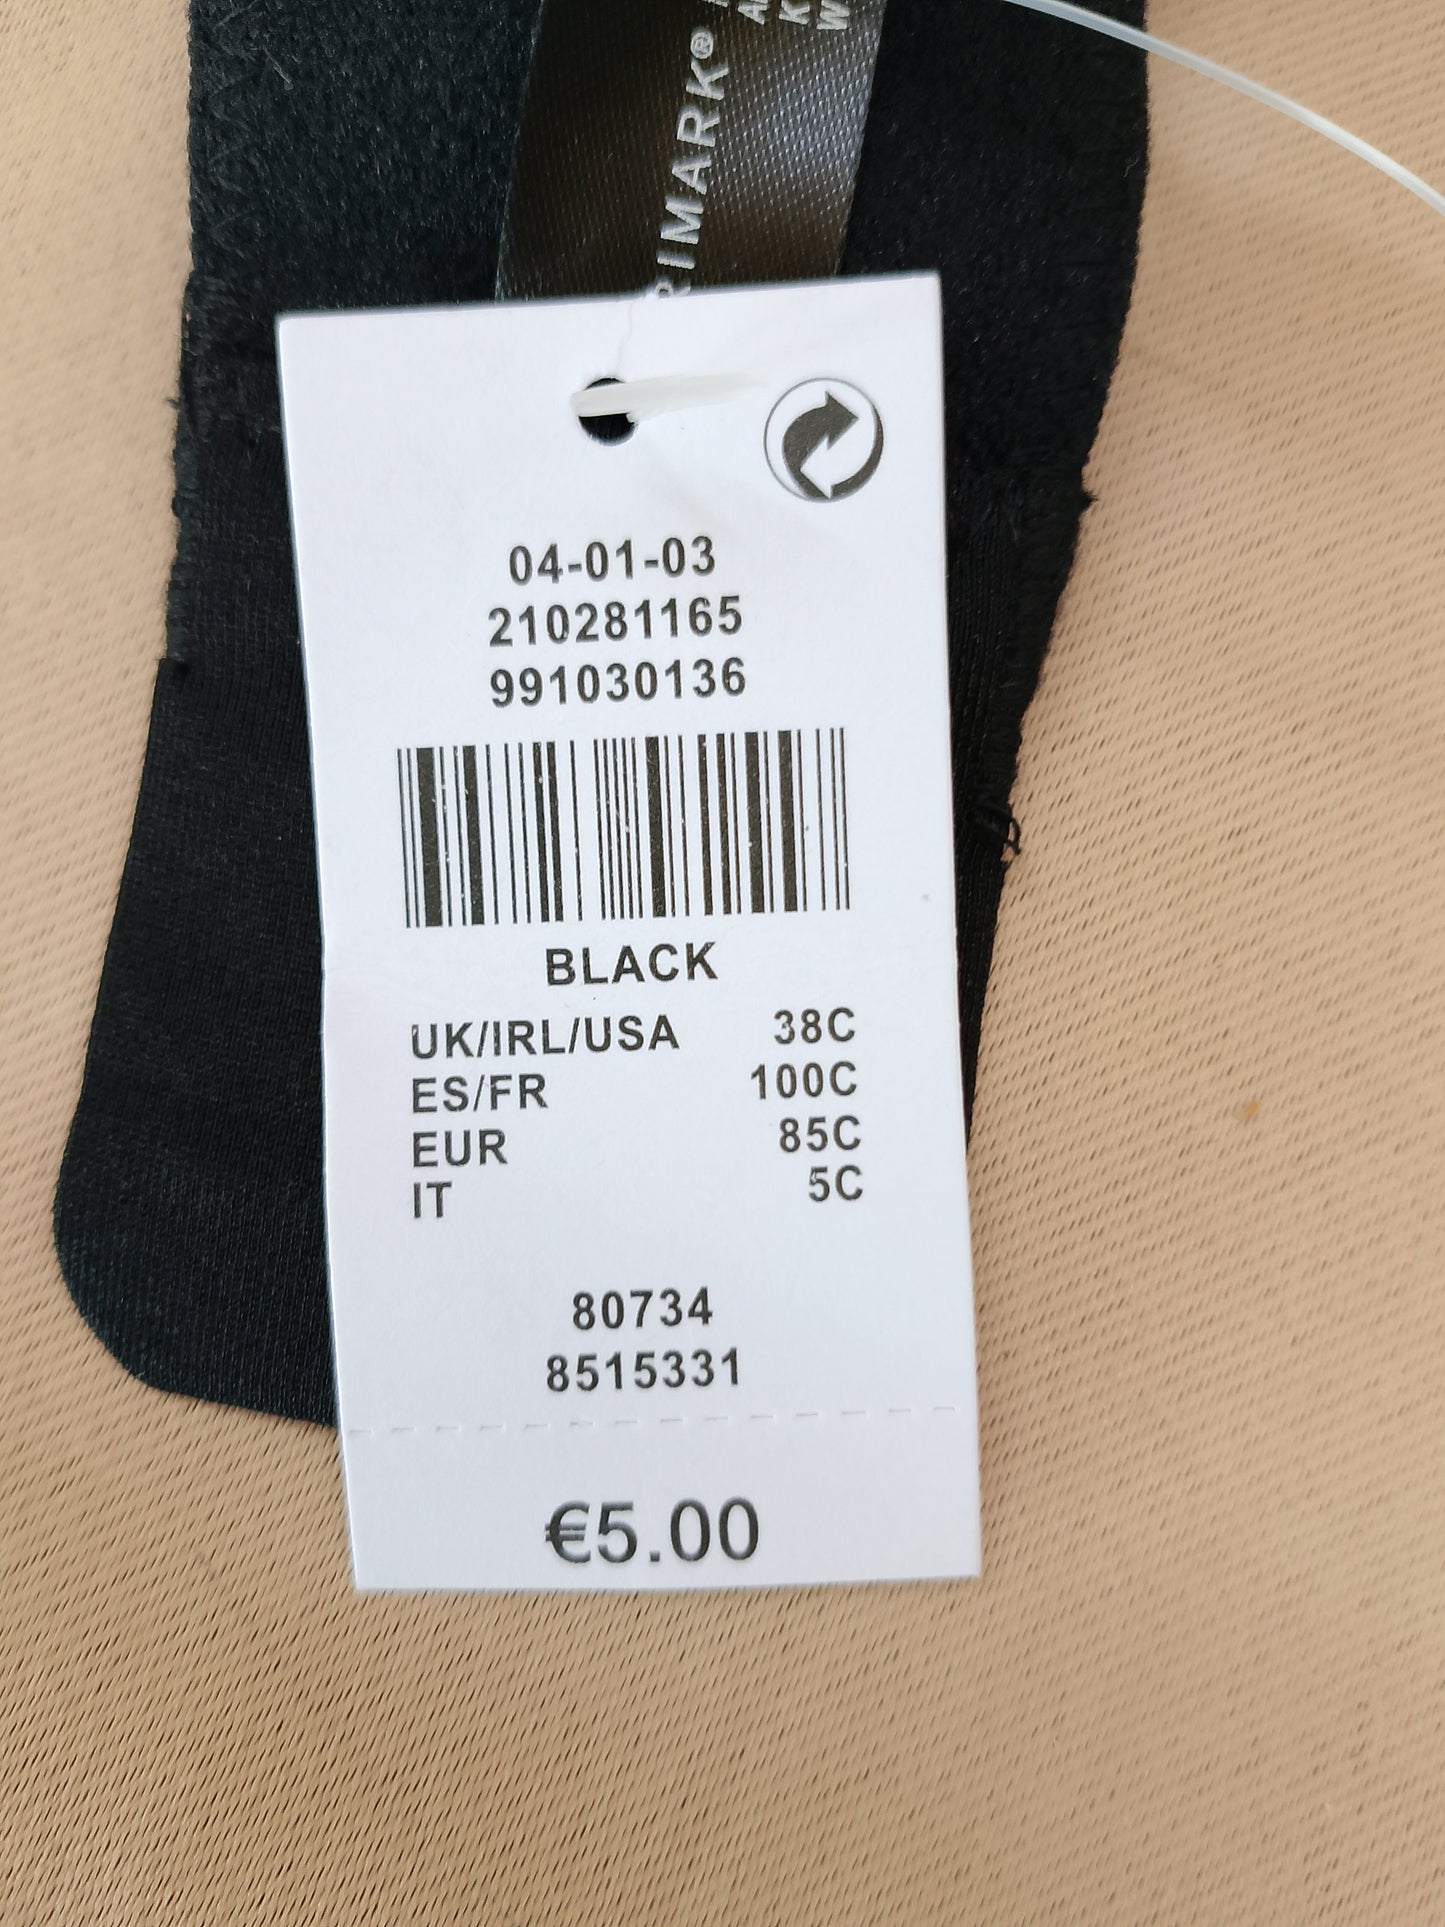 PRIMARK®
04-01-03
210281165
991030136
BLACK
UK/IRL/USA 38C
ES/FR 100C
EUR 85C
IT 5C
80734
8515331
€5.00